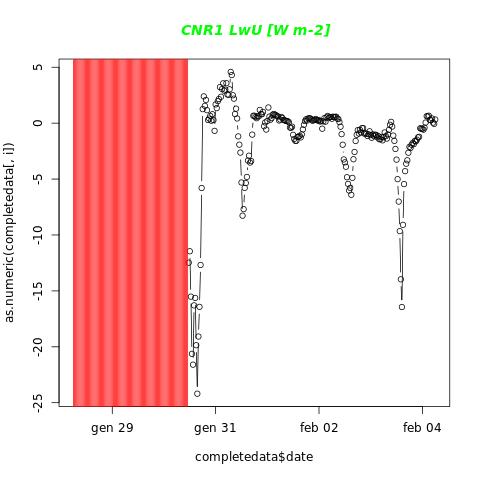 CNR1 LwU [W m-2]
as.numeric(completedata[, i])
5
0
-5
-10
-15
-20
-25
gen 29
gen 31
feb 02
feb 04
completedata$date